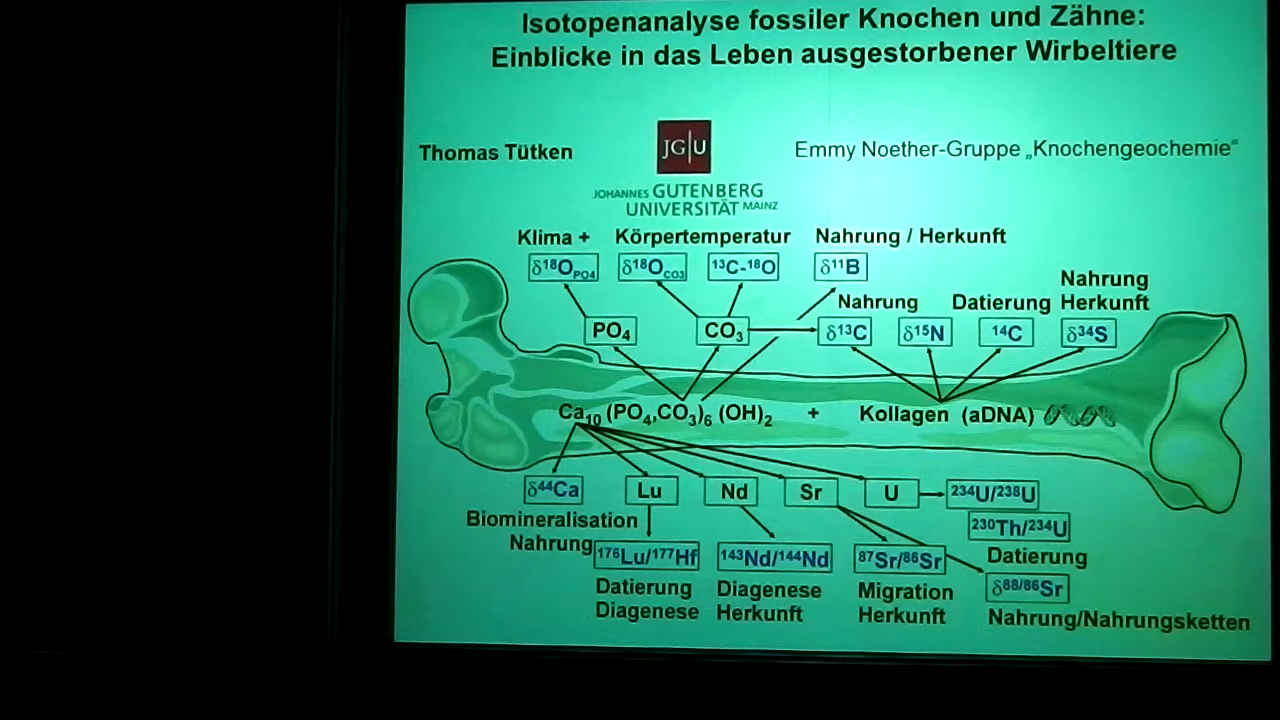 Isotopenanalyse fossiler Knochen und Zähne:
Einblicke in das Leben ausgestorbener Wirbeltiere
Thomas Tütken
JG|U
Emmy Noether-Gruppe „Knochengeochemie“
JOHANNES GUTENBERG
UNIVERSITÄT MAINZ
Klima + Körpertemperatur Nahrung / Herkunft
δ¹⁸O_PO4 δ¹⁸O_CO3 ¹³C-¹⁸O δ¹¹B
Nahrung
Herkunft
Nahrung Datierung
PO₄ CO₃ δ¹³C δ¹⁵N ¹⁴C δ³⁴S
Ca₁₀ (PO₄,CO₃)₆ (OH)₂ + Kollagen (aDNA)
δ⁴⁴Ca Lu Nd Sr U ²³⁴U/²³⁸U
Biomineralisation
Nahrung
²³⁰Th/²³⁴U
Datierung
¹⁷⁶Lu/¹⁷⁷Hf ¹⁴³Nd/¹⁴⁴Nd ⁸⁷Sr/⁸⁶Sr
Datierung
Diagenese
Diagenese
Herkunft
Migration
Herkunft
δ⁸⁸/⁸⁶Sr
Nahrung/Nahrungsketten